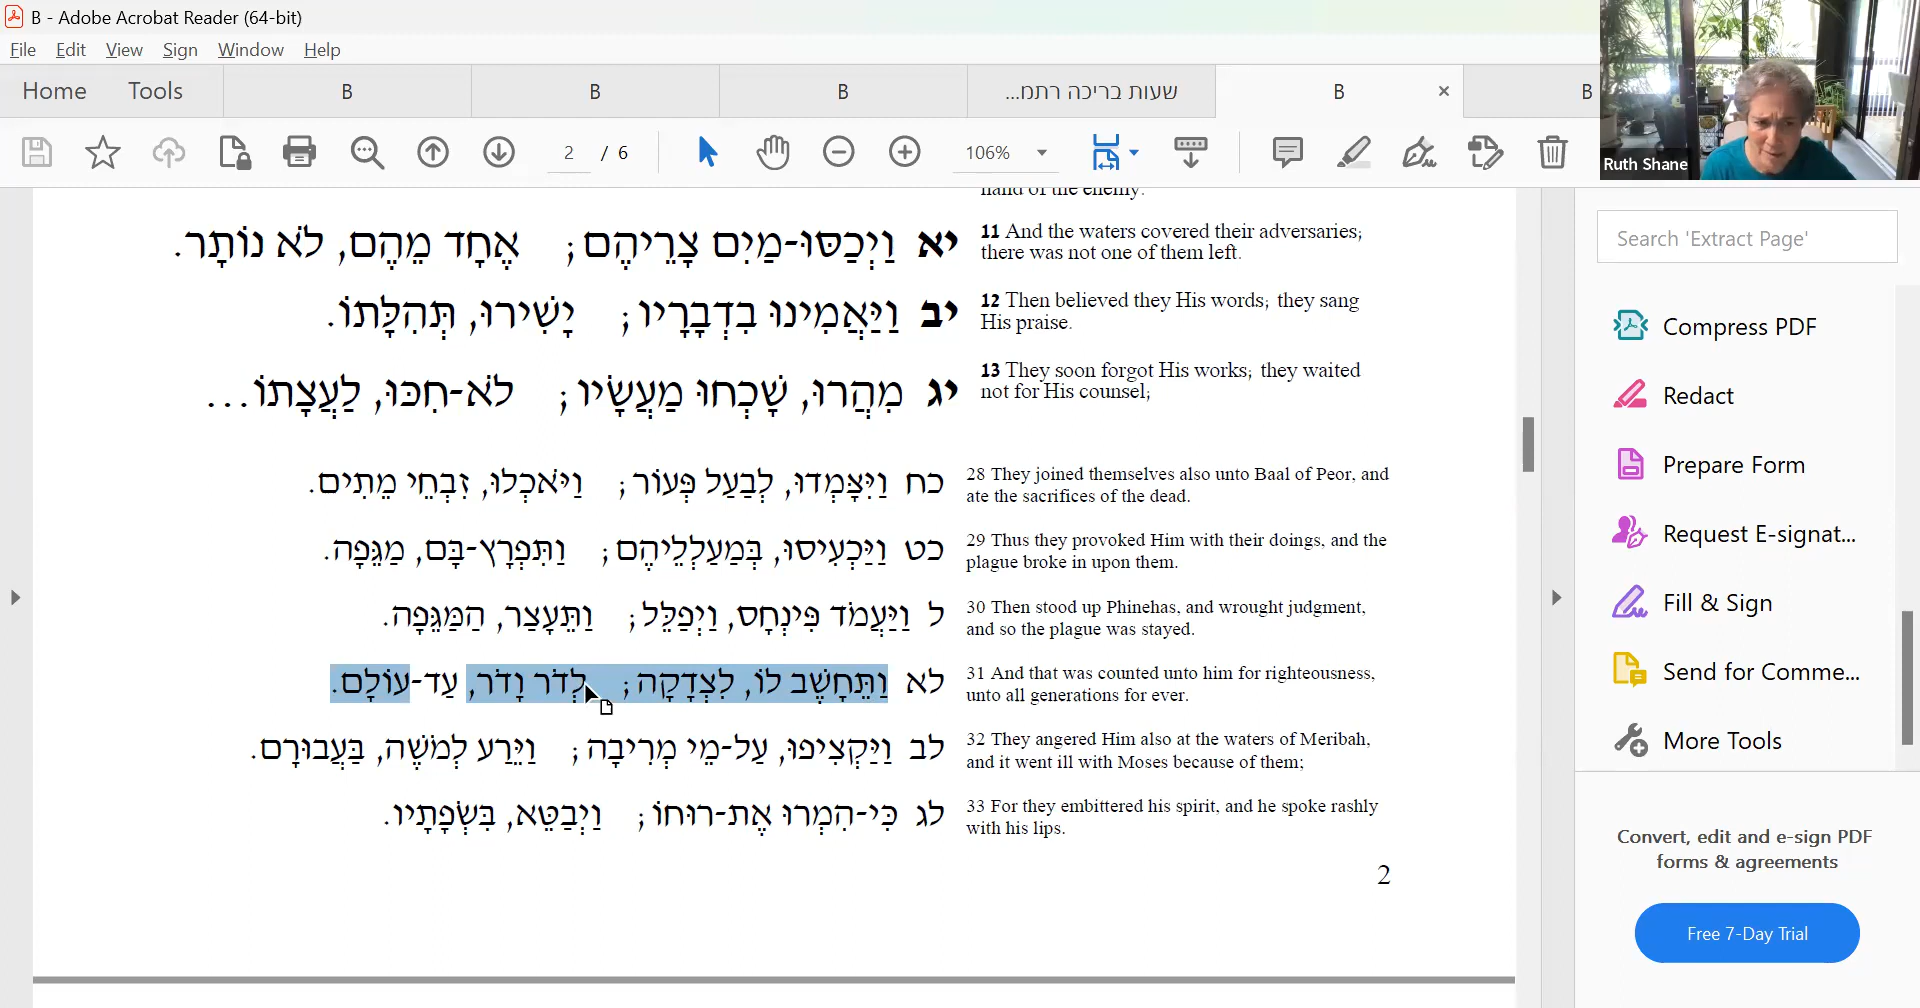 B - Adobe Acrobat Reader (64-bit)
File Edit View Sign Window Help
Home Tools B B B שעות בריכה רתמ... B B
2 / 6 106%
Ruth Shane
hand of the enemy.
יא וַיְכַסּוּ-מַיִם צָרֵיהֶם; אֶחָד מֵהֶם, לֹא נוֹתָר.
11 And the waters covered their adversaries;
there was not one of them left.
יב וַיַּאֲמִינוּ בִדְבָרָיו; יָשִׁירוּ, תְּהִלָּתוֹ.
12 Then believed they His words; they sang
His praise.
יג מִהֲרוּ, שָׁכְחוּ מַעֲשָׂיו; לֹא-חִכּוּ, לַעֲצָתוֹ...
13 They soon forgot His works; they waited
not for His counsel;
כח וַיִּצָּמְדוּ, לְבַעַל פְּעוֹר; וַיֹּאכְלוּ, זִבְחֵי מֵתִים.
28 They joined themselves also unto Baal of Peor, and
ate the sacrifices of the dead.
כט וַיַּכְעִיסוּ, בְּמַעַלְלֵיהֶם; וַתִּפְרָץ-בָּם, מַגֵּפָה.
29 Thus they provoked Him with their doings, and the
plague broke in upon them.
ל וַיַּעֲמֹד פִּינְחָס, וַיְפַלֵּל; וַתֵּעָצַר, הַמַּגֵּפָה.
30 Then stood up Phinehas, and wrought judgment,
and so the plague was stayed.
לא וַתֵּחָשֶׁב לוֹ, לִצְדָקָה; לְדֹר וָדֹר, עַד-עוֹלָם.
31 And that was counted unto him for righteousness,
unto all generations for ever.
לב וַיַּקְצִיפוּ, עַל-מֵי מְרִיבָה; וַיֵּרַע לְמֹשֶׁה, בַּעֲבוּרָם.
32 They angered Him also at the waters of Meribah,
and it went ill with Moses because of them;
לג כִּי-הִמְרוּ אֶת-רוּחוֹ; וַיְבַטֵּא, בִּשְׂפָתָיו.
33 For they embittered his spirit, and he spoke rashly
with his lips.
2
Search 'Extract Page'
Compress PDF
Redact
Prepare Form
Request E-signat...
Fill & Sign
Send for Comme...
More Tools
Convert, edit and e-sign PDF
forms & agreements
Free 7-Day Trial